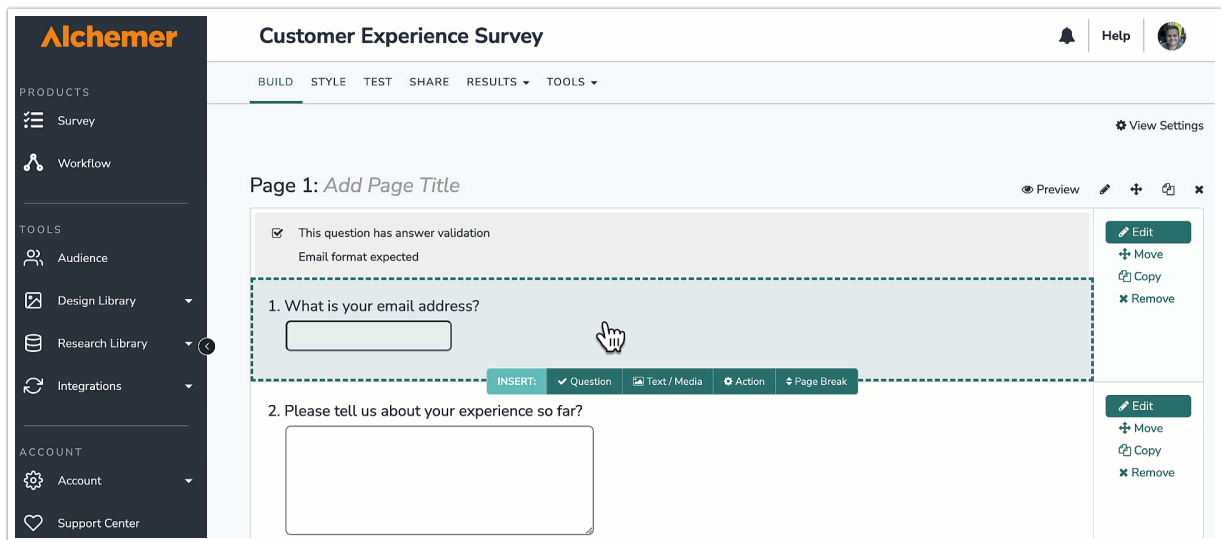 Alchemer
Customer Experience Survey
Help
BUILD STYLE TEST SHARE RESULTS TOOLS
View Settings
PRODUCTS
Survey
Workflow
TOOLS
Audience
Design Library
Research Library
Integrations
ACCOUNT
Account
Support Center
Page 1: Add Page Title
Preview
This question has answer validation
Email format expected
Edit
Move
Copy
Remove
1. What is your email address?
INSERT: Question Text / Media Action Page Break
2. Please tell us about your experience so far?
Edit
Move
Copy
Remove